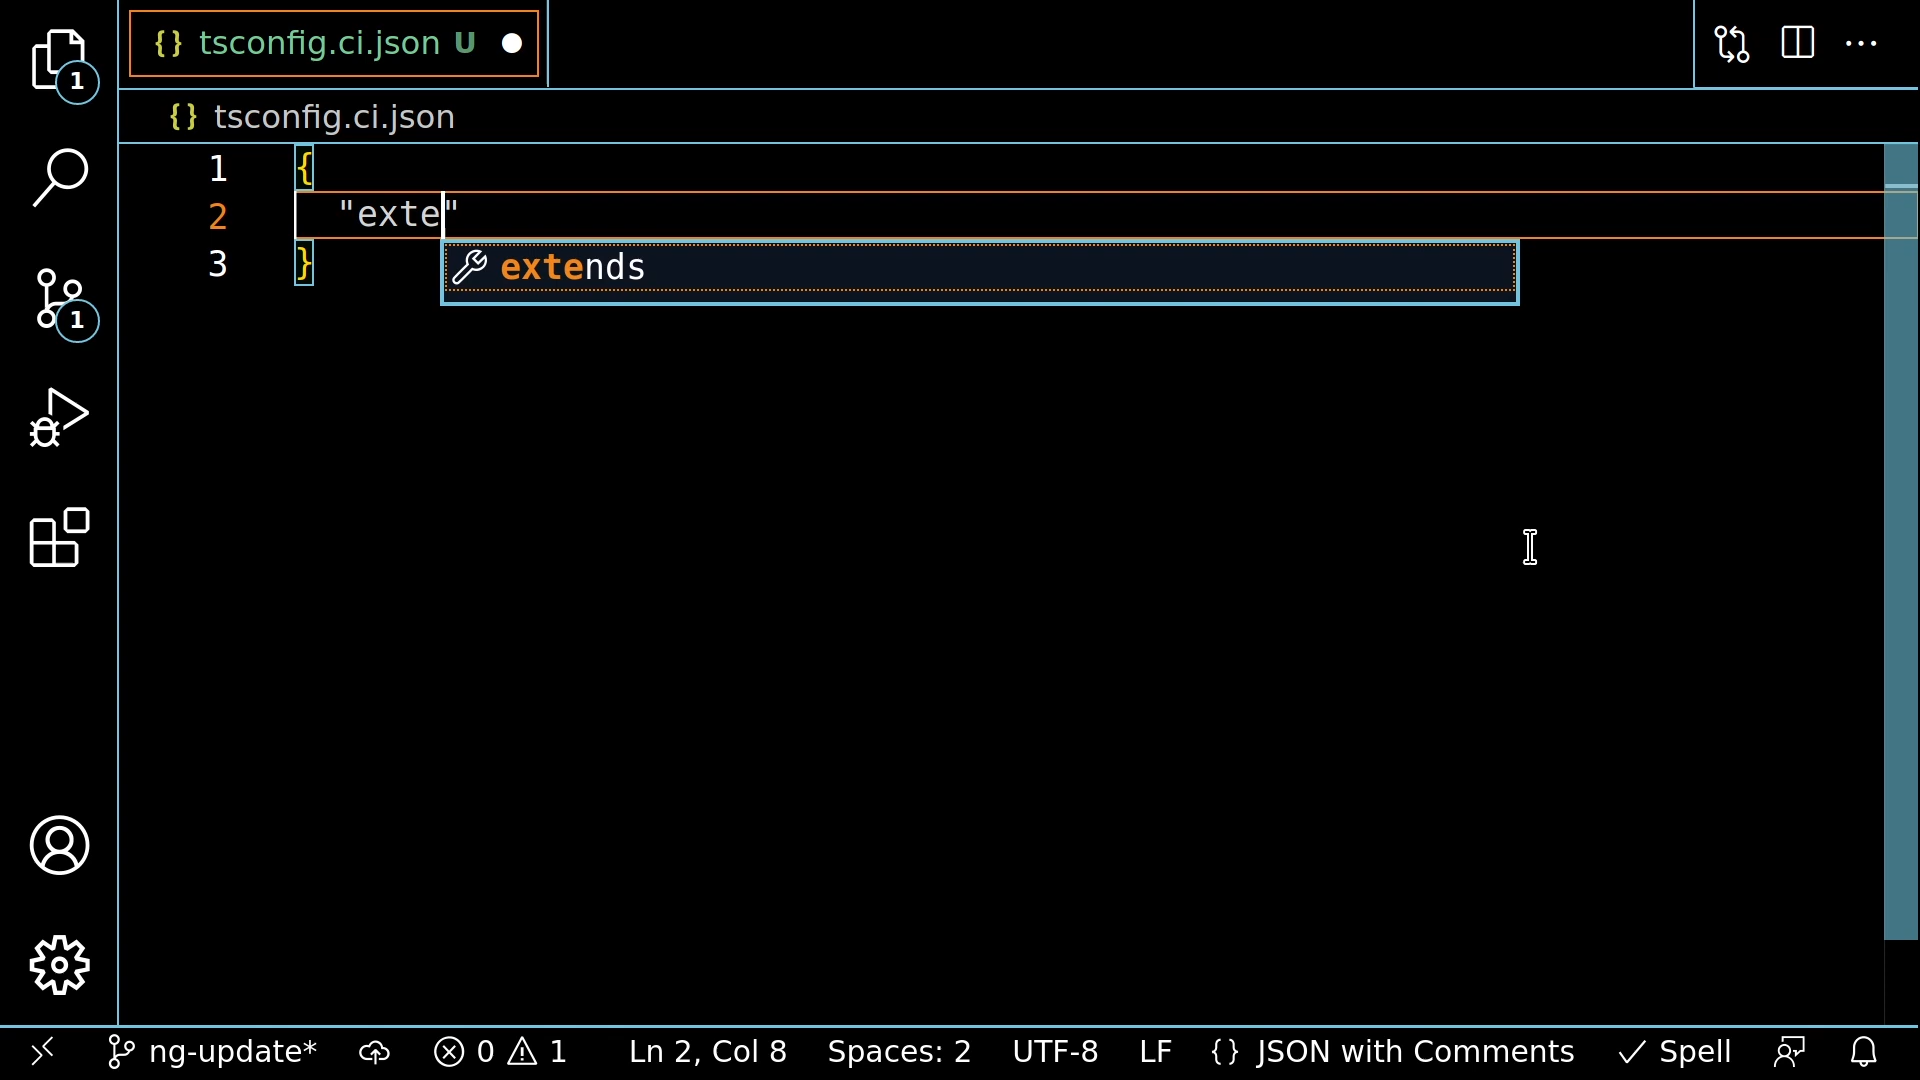 1
{} tsconfig.ci.json U
{} tsconfig.ci.json
1 {
2 "exte"
3 }
extends
1
ng-update* 0 1 Ln 2, Col 8 Spaces: 2 UTF-8 LF {} JSON with Comments Spell